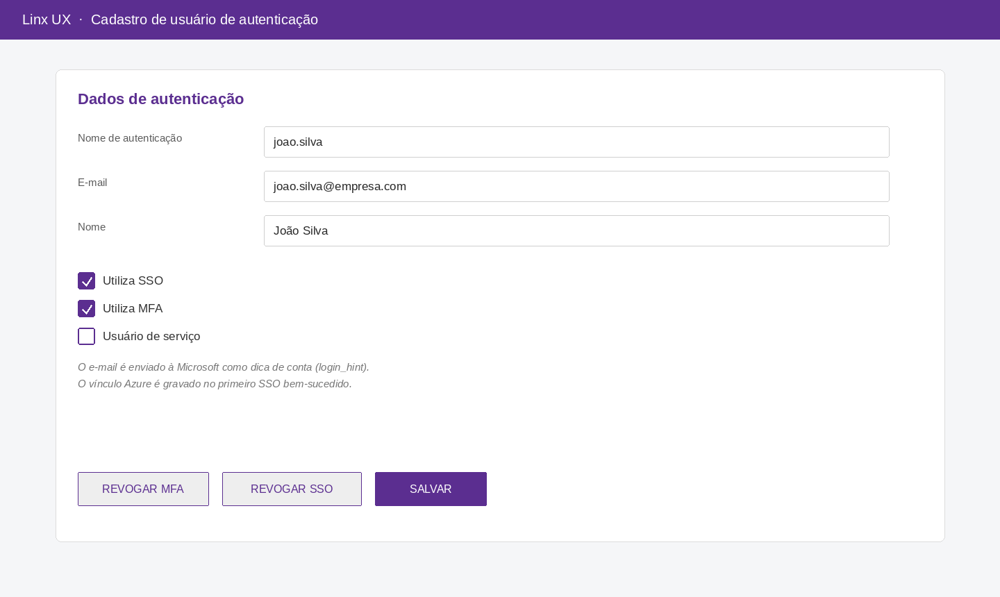 Linx UX · Cadastro de usuário de autenticação
Dados de autenticação
Nome de autenticação
joao.silva
E-mail
joao.silva@empresa.com
Nome
João Silva
Utiliza SSO
Utiliza MFA
Usuário de serviço
O e-mail é enviado à Microsoft como dica de conta (login_hint).
O vínculo Azure é gravado no primeiro SSO bem-sucedido.
REVOGAR MFA
REVOGAR SSO
SALVAR